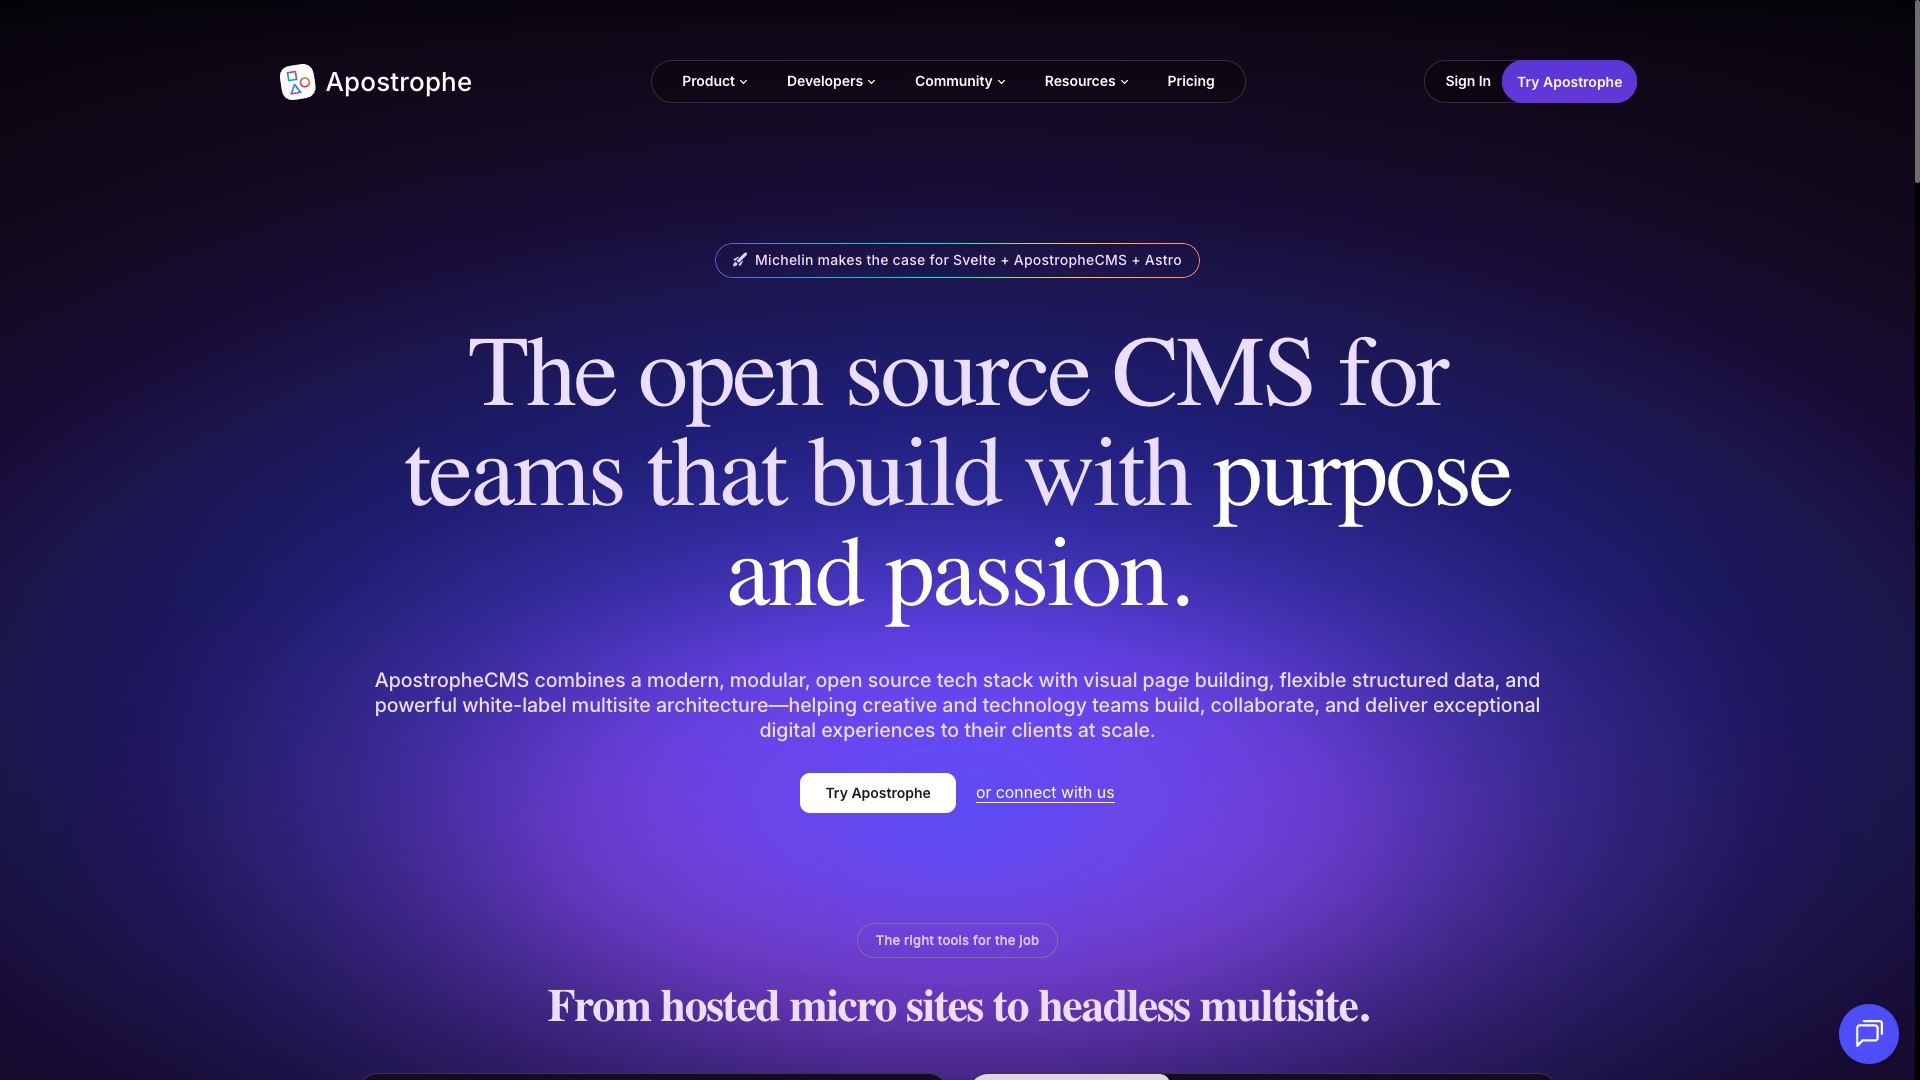 Apostrophe
Product
Developers
Community
Resources
Pricing
Sign In
Try Apostrophe
Michelin makes the case for Svelte + ApostropheCMS + Astro
The open source CMS for
teams that build with purpose
and passion.
ApostropheCMS combines a modern, modular, open source tech stack with visual page building, flexible structured data, and
powerful white-label multisite architecture—helping creative and technology teams build, collaborate, and deliver exceptional
digital experiences to their clients at scale.
Try Apostrophe
or connect with us
The right tools for the job
From hosted micro sites to headless multisite.